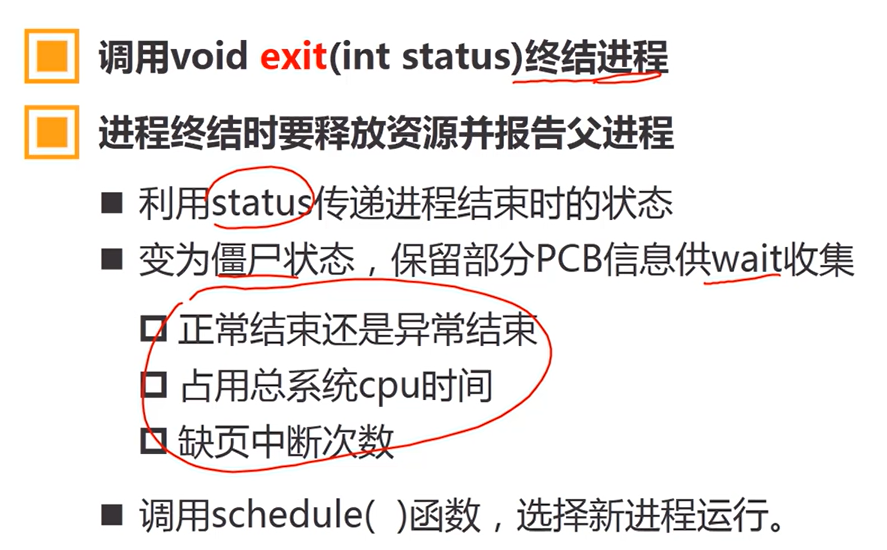 调用void exit(int status)终结进程
进程终结时要释放资源并报告父进程
利用status传递进程结束时的状态
变为僵尸状态，保留部分PCB信息供wait收集
正常结束还是异常结束
占用总系统cpu时间
缺页中断次数
调用schedule( )函数，选择新进程运行。